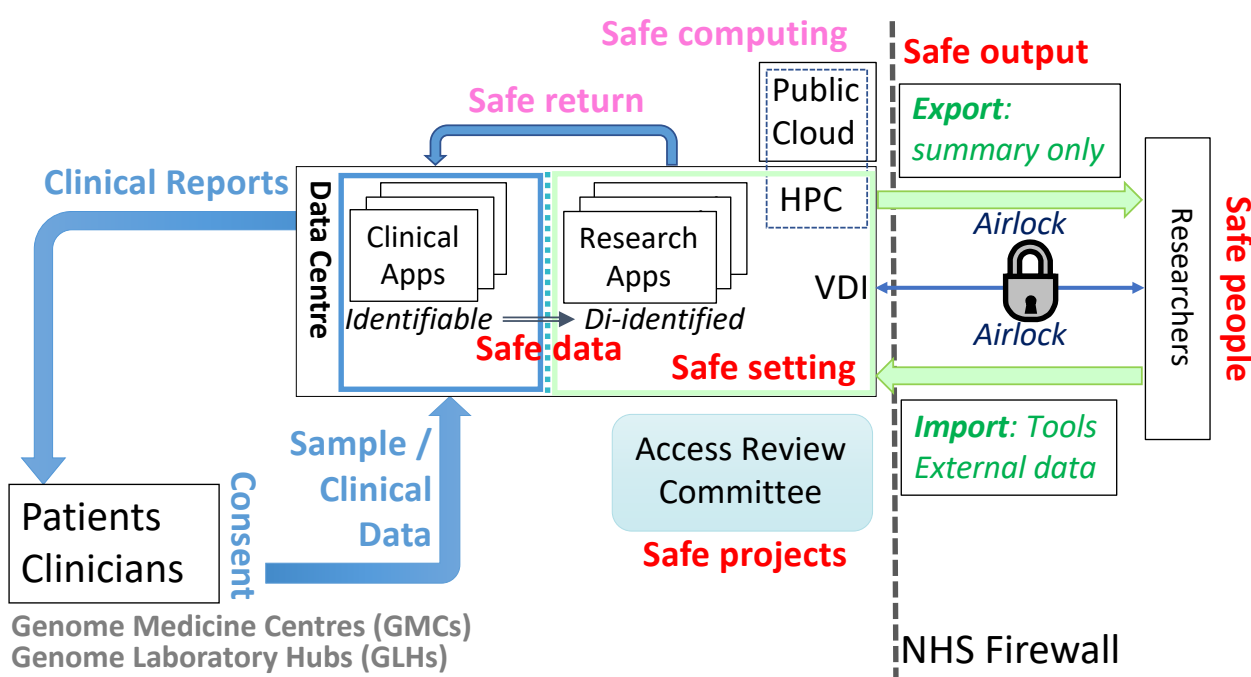 Safe computing
Safe output
Public
Cloud
Export:
summary only
Safe return
Clinical Reports
Data Centre
Clinical
Apps
Research
Apps
HPC
Airlock
VDI
Airlock
Researchers
Safe people
Identifiable
Di-identified
Safe data
Safe setting
Import: Tools
External data
Sample /
Clinical
Data
Access Review
Committee
Safe projects
Patients
Clinicians
Consent
Genome Medicine Centres (GMCs)
Genome Laboratory Hubs (GLHs)
NHS Firewall